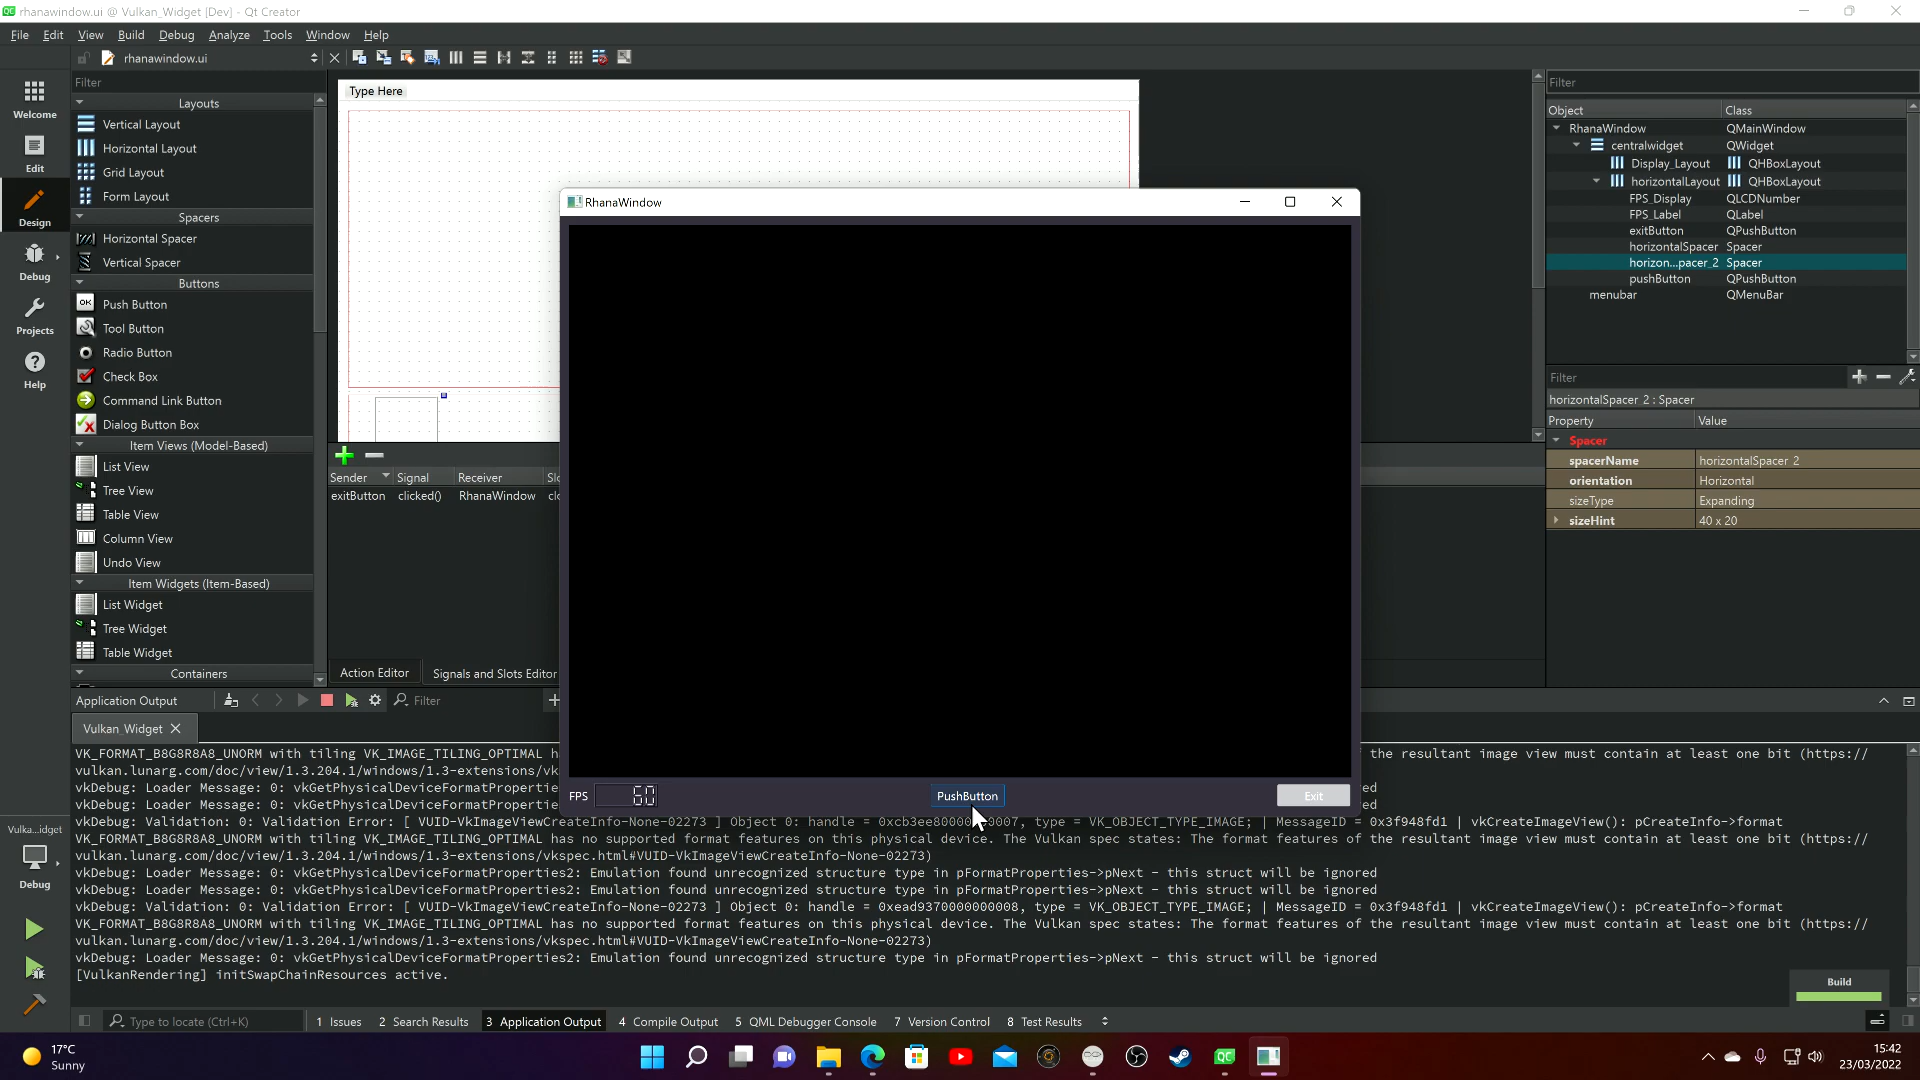 rhanawindow.ui @ Vulkan_Widget [Dev] - Qt Creator
File Edit View Build Debug Analyze Tools Window Help
rhanawindow.ui
Welcome
Edit
Design
Debug
Projects
Help
Vulka...idget
Debug
Filter
Layouts
Vertical Layout
Horizontal Layout
Grid Layout
Form Layout
Spacers
Horizontal Spacer
Vertical Spacer
Buttons
OK Push Button
Tool Button
Radio Button
Check Box
Command Link Button
Dialog Button Box
Item Views (Model-Based)
List View
Tree View
Table View
Column View
Undo View
Item Widgets (Item-Based)
List Widget
Tree Widget
Table Widget
Containers
Type Here
Sender Signal Receiver
exitButton clicked() RhanaWindow
Action Editor Signals and Slots Editor
RhanaWindow
FPS 60 PushButton Exit
Filter
Object Class
RhanaWindow QMainWindow
centralwidget QWidget
Display_Layout QHBoxLayout
horizontalLayout QHBoxLayout
FPS_Display QLCDNumber
FPS_Label QLabel
exitButton QPushButton
horizontalSpacer Spacer
horizon...pacer_2 Spacer
pushButton QPushButton
menubar QMenuBar
Filter
horizontalSpacer_2 : Spacer
Property Value
Spacer
spacerName horizontalSpacer_2
orientation Horizontal
sizeType Expanding
sizeHint 40 x 20
Application Output Filter
Vulkan_Widget
VK_FORMAT_B8G8R8A8_UNORM with tiling VK_IMAGE_TILING_OPTIMAL the resultant image view must contain at least one bit (https://
vulkan.lunarg.com/doc/view/1.3.204.1/windows/1.3-extensions/
vkDebug: Loader Message: 0: vkGetPhysicalDeviceFormatProperties
vkDebug: Loader Message: 0: vkGetPhysicalDeviceFormatProperties
vkDebug: Validation: 0: Validation Error: [ VUID-VkImageViewCreateInfo-None-02273 ] Object 0: handle = type = VK_OBJECT_TYPE_IMAGE; | MessageID = 0x3f948fd1 | vkCreateImageView(): pCreateInfo->format
VK_FORMAT_B8G8R8A8_UNORM with tiling VK_IMAGE_TILING_OPTIMAL has no supported format features on this physical device. The Vulkan spec states: The format features of the resultant image view must contain at least one bit (https://
vulkan.lunarg.com/doc/view/1.3.204.1/windows/1.3-extensions/vkspec.html#VUID-VkImageViewCreateInfo-None-02273)
vkDebug: Loader Message: 0: vkGetPhysicalDeviceFormatProperties2: Emulation found unrecognized structure type in pFormatProperties->pNext - this struct will be ignored
vkDebug: Loader Message: 0: vkGetPhysicalDeviceFormatProperties2: Emulation found unrecognized structure type in pFormatProperties->pNext - this struct will be ignored
vkDebug: Validation: 0: Validation Error: [ VUID-VkImageViewCreateInfo-None-02273 ] Object 0: handle = 0xead9370000000008, type = VK_OBJECT_TYPE_IMAGE; | MessageID = 0x3f948fd1 | vkCreateImageView(): pCreateInfo->format
VK_FORMAT_B8G8R8A8_UNORM with tiling VK_IMAGE_TILING_OPTIMAL has no supported format features on this physical device. The Vulkan spec states: The format features of the resultant image view must contain at least one bit (https://
vulkan.lunarg.com/doc/view/1.3.204.1/windows/1.3-extensions/vkspec.html#VUID-VkImageViewCreateInfo-None-02273)
vkDebug: Loader Message: 0: vkGetPhysicalDeviceFormatProperties2: Emulation found unrecognized structure type in pFormatProperties->pNext - this struct will be ignored
[VulkanRendering] initSwapChainResources active.
Build
Type to locate (Ctrl+K) 1 Issues 2 Search Results 3 Application Output 4 Compile Output 5 QML Debugger Console 7 Version Control 8 Test Results
17°C
Sunny
15:42
23/03/2022